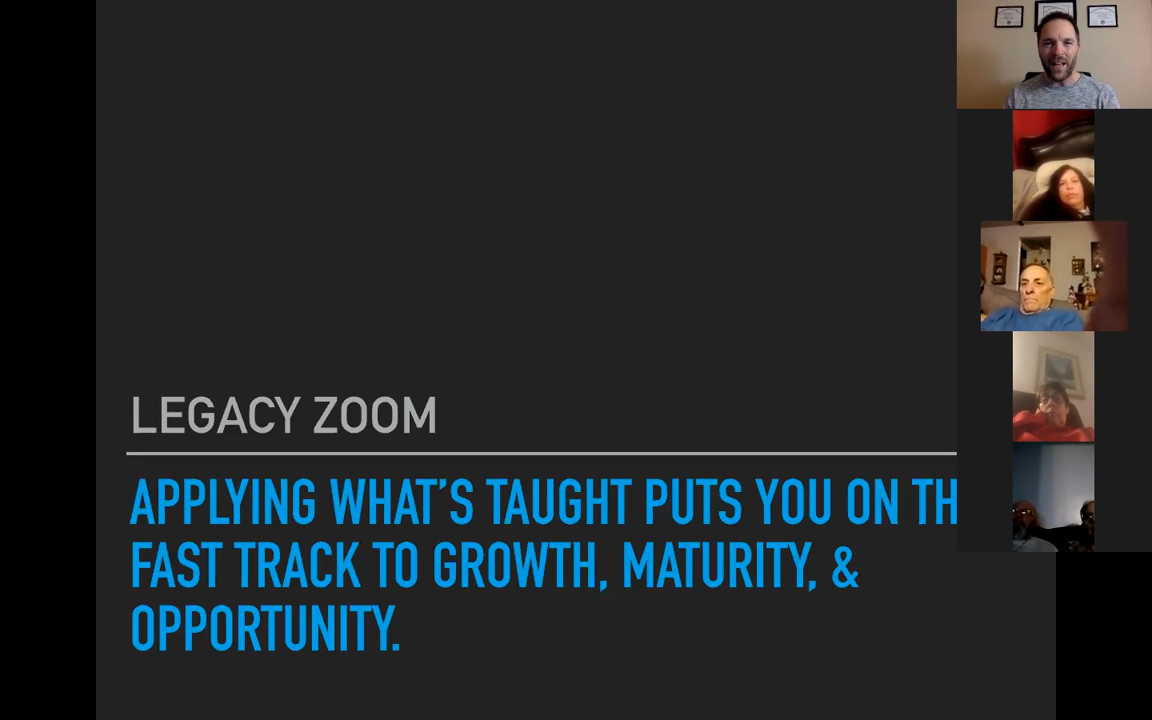 LEGACY ZOOM
APPLYING WHAT'S TAUGHT PUTS YOU ON TH
FAST TRACK TO GROWTH, MATURITY, &
OPPORTUNITY.